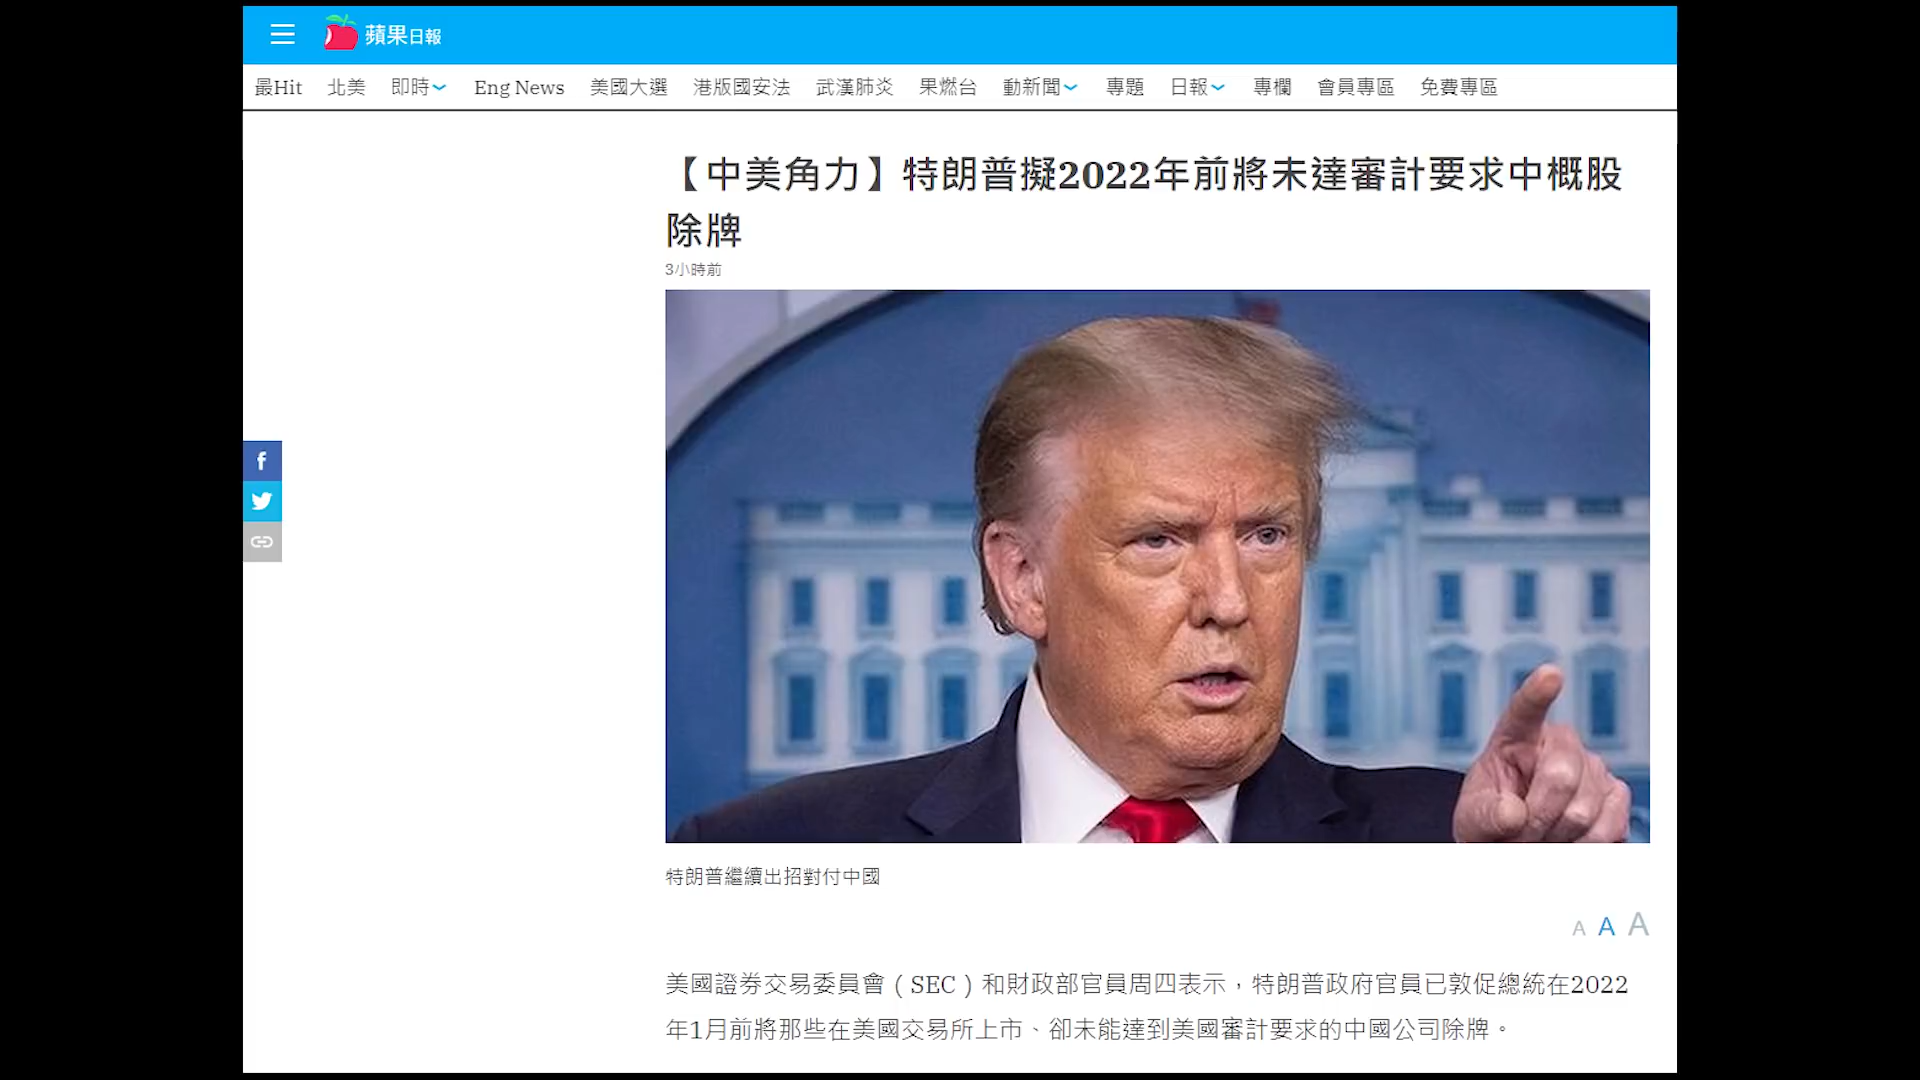 蘋果日報
最Hit 北美 即時 Eng News 美國大選 港版國安法 武漢肺炎 果燃台 動新聞 專題 日報 專欄 會員專區 免費專區
【中美角力】特朗普擬2022年前將未達審計要求中概股
除牌
3小時前
特朗普繼續出招對付中國
A A A
美國證券交易委員會（SEC）和財政部官員周四表示，特朗普政府官員已敦促總統在2022
年1月前將那些在美國交易所上市、卻未能達到美國審計要求的中國公司除牌。